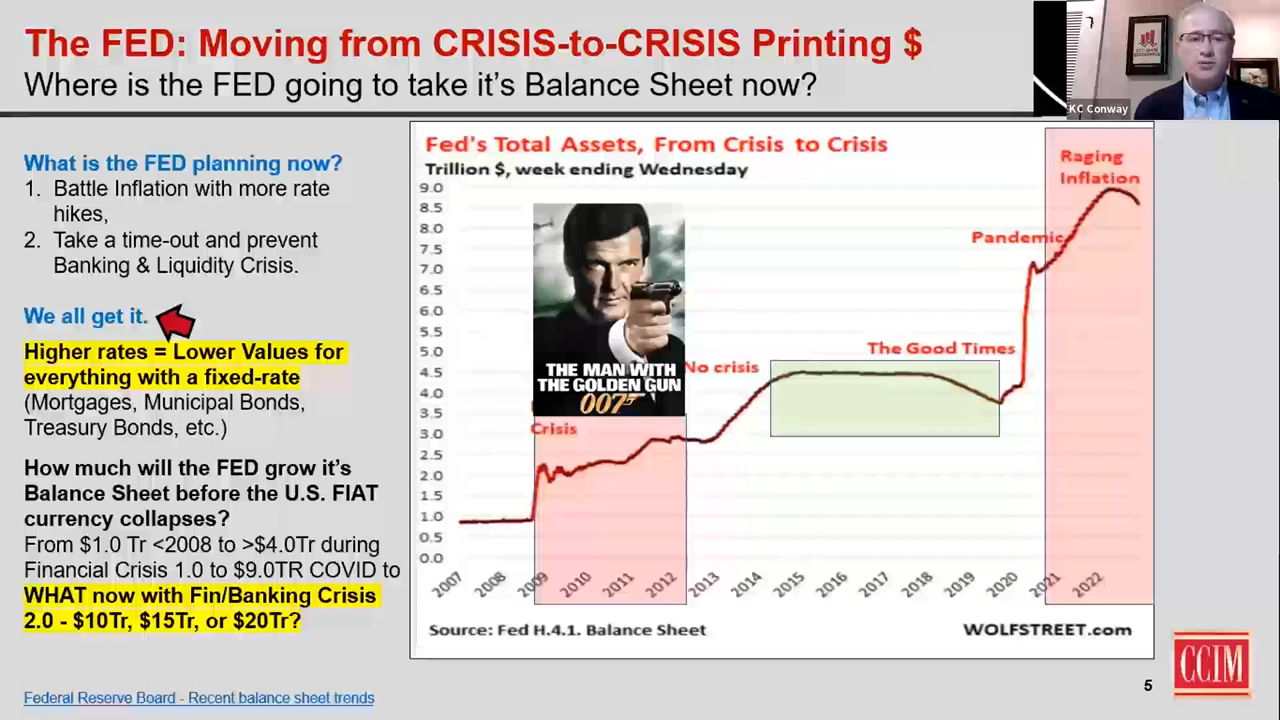 The FED: Moving from CRISIS-to-CRISIS Printing $
Where is the FED going to take it's Balance Sheet now?
KC Conway
What is the FED planning now?
1. Battle Inflation with more rate
hikes,
2. Take a time-out and prevent
Banking & Liquidity Crisis.
We all get it.
Higher rates = Lower Values for
everything with a fixed-rate
(Mortgages, Municipal Bonds,
Treasury Bonds, etc.)
How much will the FED grow it's
Balance Sheet before the U.S. FIAT
currency collapses?
From $1.0 Tr <2008 to >$4.0Tr during
Financial Crisis 1.0 to $9.0TR COVID to
WHAT now with Fin/Banking Crisis
2.0 - $10Tr, $15Tr, or $20Tr?
Federal Reserve Board - Recent balance sheet trends
Fed's Total Assets, From Crisis to Crisis
Trillion $, week ending Wednesday
9.0
8.5
8.0
7.5
7.0
6.5
6.0
5.5
5.0
4.5
4.0
3.5
3.0
2.5
2.0
1.5
1.0
0.5
0.0
THE MAN WITH
THE GOLDEN GUN
007
Crisis
No crisis
The Good Times
Pandemic
Raging
Inflation
2007
2008
2009
2010
2011
2012
2013
2014
2015
2016
2017
2018
2019
2020
2021
2022
Source: Fed H.4.1. Balance Sheet
WOLFSTREET.com
5
CCIM